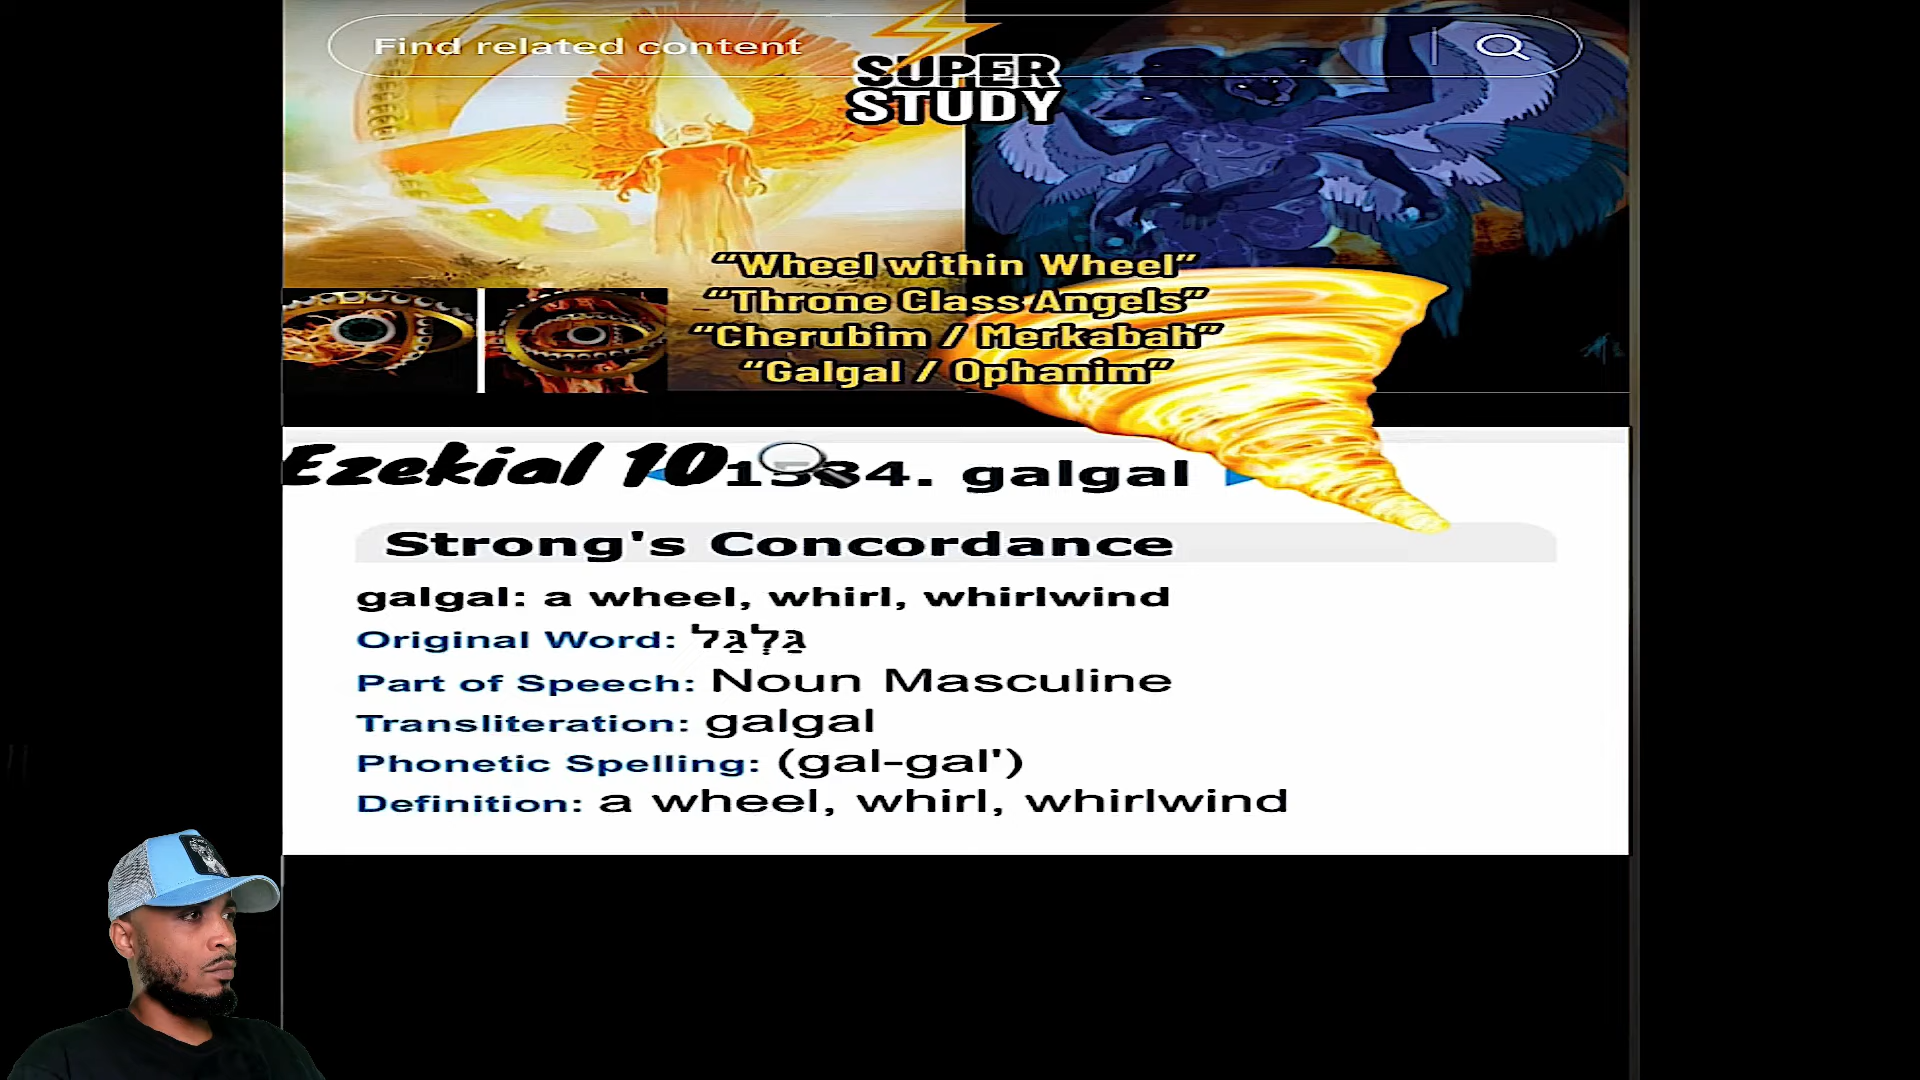 Find related content
SUPER
STUDY
“Wheel within Wheel”
“Throne Class Angels”
“Cherubim / Merkabah”
“Galgal / Ophanim”
Ezekial 10
1534. galgal
Strong's Concordance
galgal: a wheel, whirl, whirlwind
Original Word: גַּלְגַּל
Part of Speech: Noun Masculine
Transliteration: galgal
Phonetic Spelling: (gal-gal')
Definition: a wheel, whirl, whirlwind